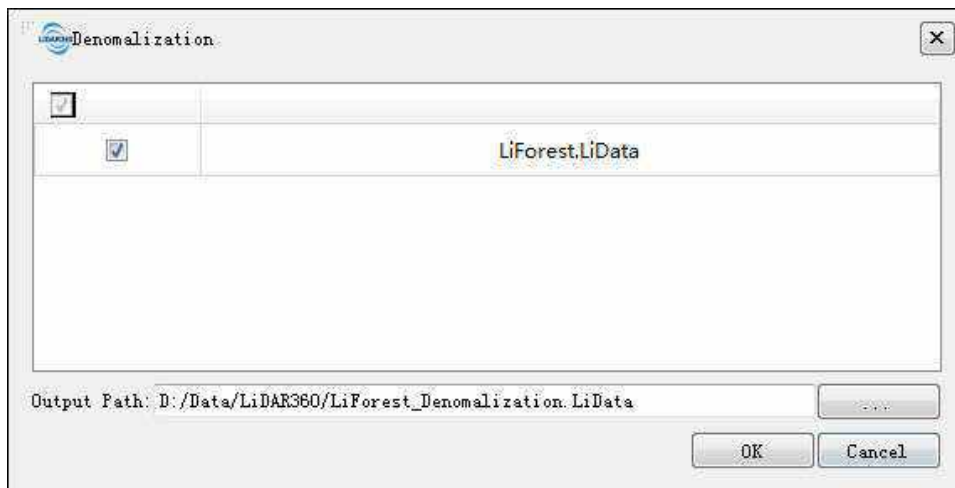 Denomalization
LiForest.LiData
Output Path: D:/Data/LiDAR360/LiForest_Denomalization.LiData
...
OK
Cancel